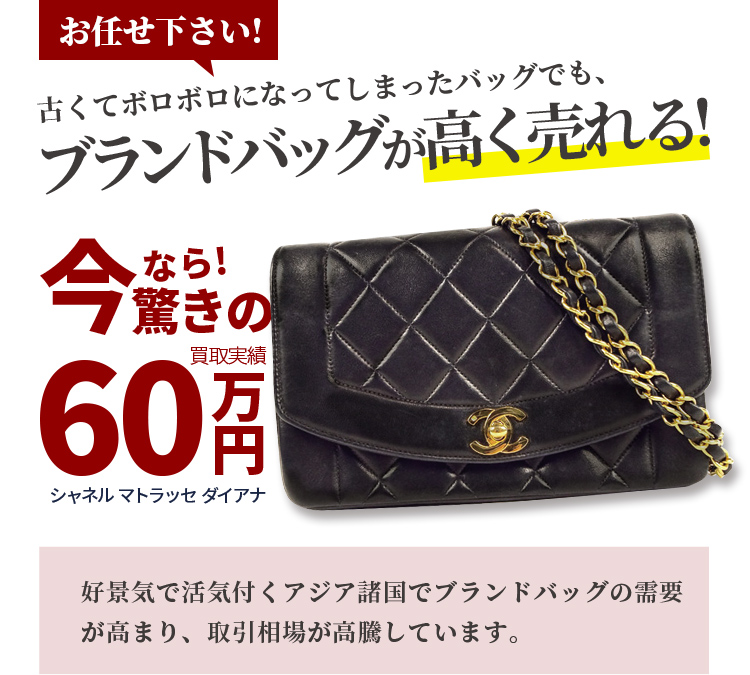 お任せ下さい!
古くてボロボロになってしまったバッグでも、
ブランドバッグが高く売れる!
今なら!
驚きの
買取実績
60万円
シャネル マトラッセ ダイアナ
好景気で活気付くアジア諸国でブランドバッグの需要
が高まり、取引相場が高騰しています。